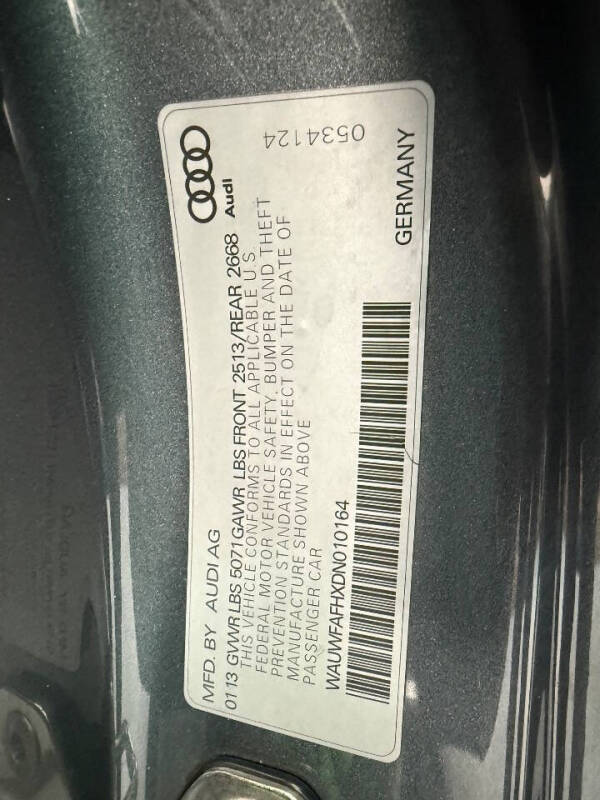 MFD. BY AUDI AG
01 13 GVWR LBS 5071 GAWR LBS FRONT 2513/REAR 2668
THIS VEHICLE CONFORMS TO ALL APPLICABLE U.S.
FEDERAL MOTOR VEHICLE SAFETY, BUMPER AND THEFT
PREVENTION STANDARDS IN EFFECT ON THE DATE OF
MANUFACTURE SHOWN ABOVE
PASSENGER CAR
WAUWFAFHXDN010164
Audi
0534124
GERMANY